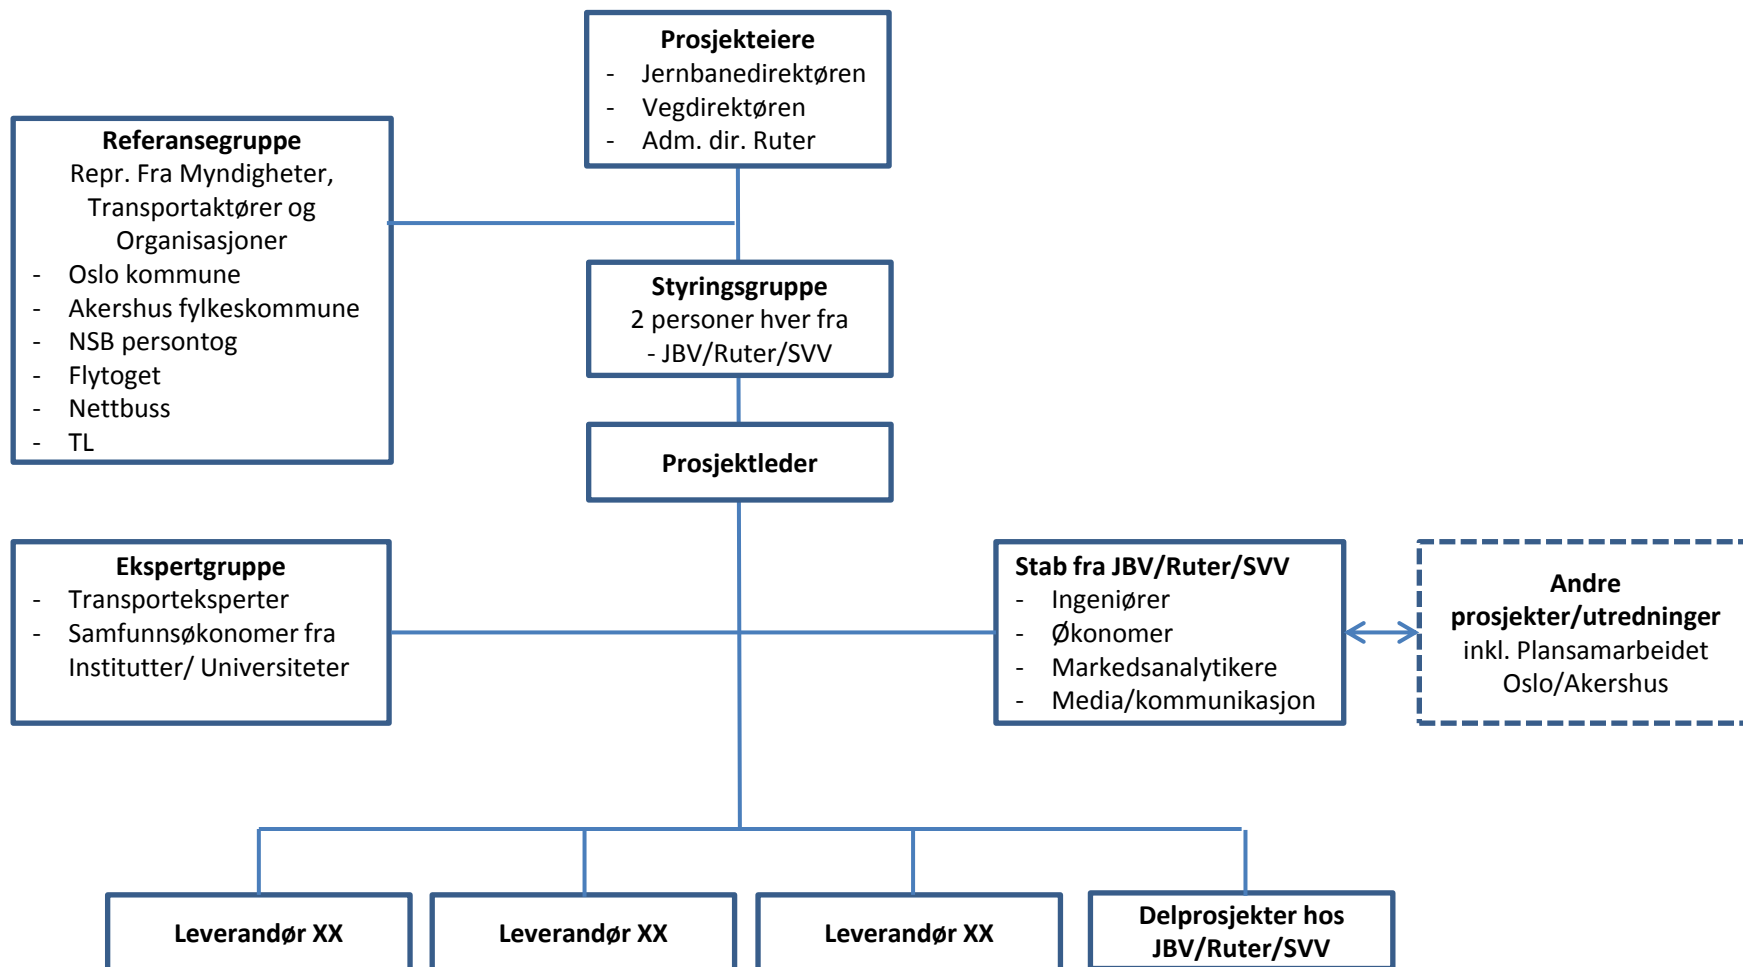 Prosjekteiere
- Jernbanedirektøren
- Vegdirektøren
- Adm. dir. Ruter
Referansegruppe
Repr. Fra Myndigheter,
Transportaktører og
Organisasjoner
- Oslo kommune
- Akershus fylkeskommune
- NSB persontog
- Flytoget
- Nettbuss
- TL
Styringsgruppe
2 personer hver fra
- JBV/Ruter/SVV
Prosjektleder
Ekspertgruppe
- Transporteksperter
- Samfunnsøkonomer fra
Institutter/ Universiteter
Stab fra JBV/Ruter/SVV
- Ingeniører
- Økonomer
- Markedsanalytikere
- Media/kommunikasjon
Andre
prosjekter/utredninger
inkl. Plansamarbeidet
Oslo/Akershus
Leverandør XX
Leverandør XX
Leverandør XX
Delprosjekter hos
JBV/Ruter/SVV